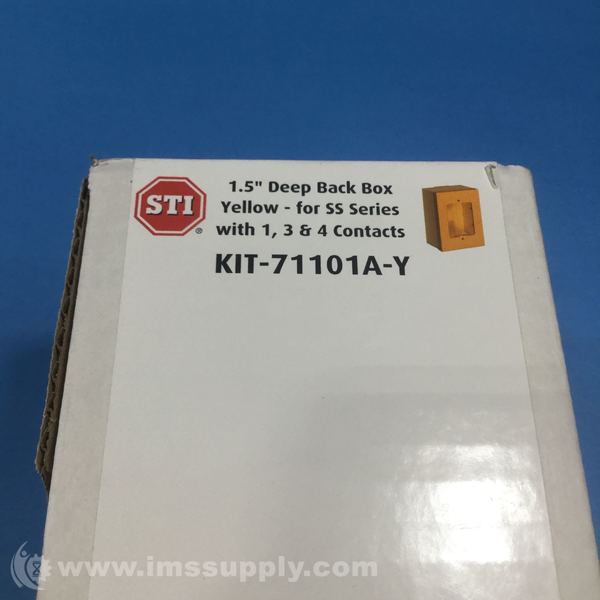 STI ®
1.5" Deep Back Box
Yellow - for SS Series
with 1, 3 & 4 Contacts
KIT-71101A-Y
www.imssupply.com